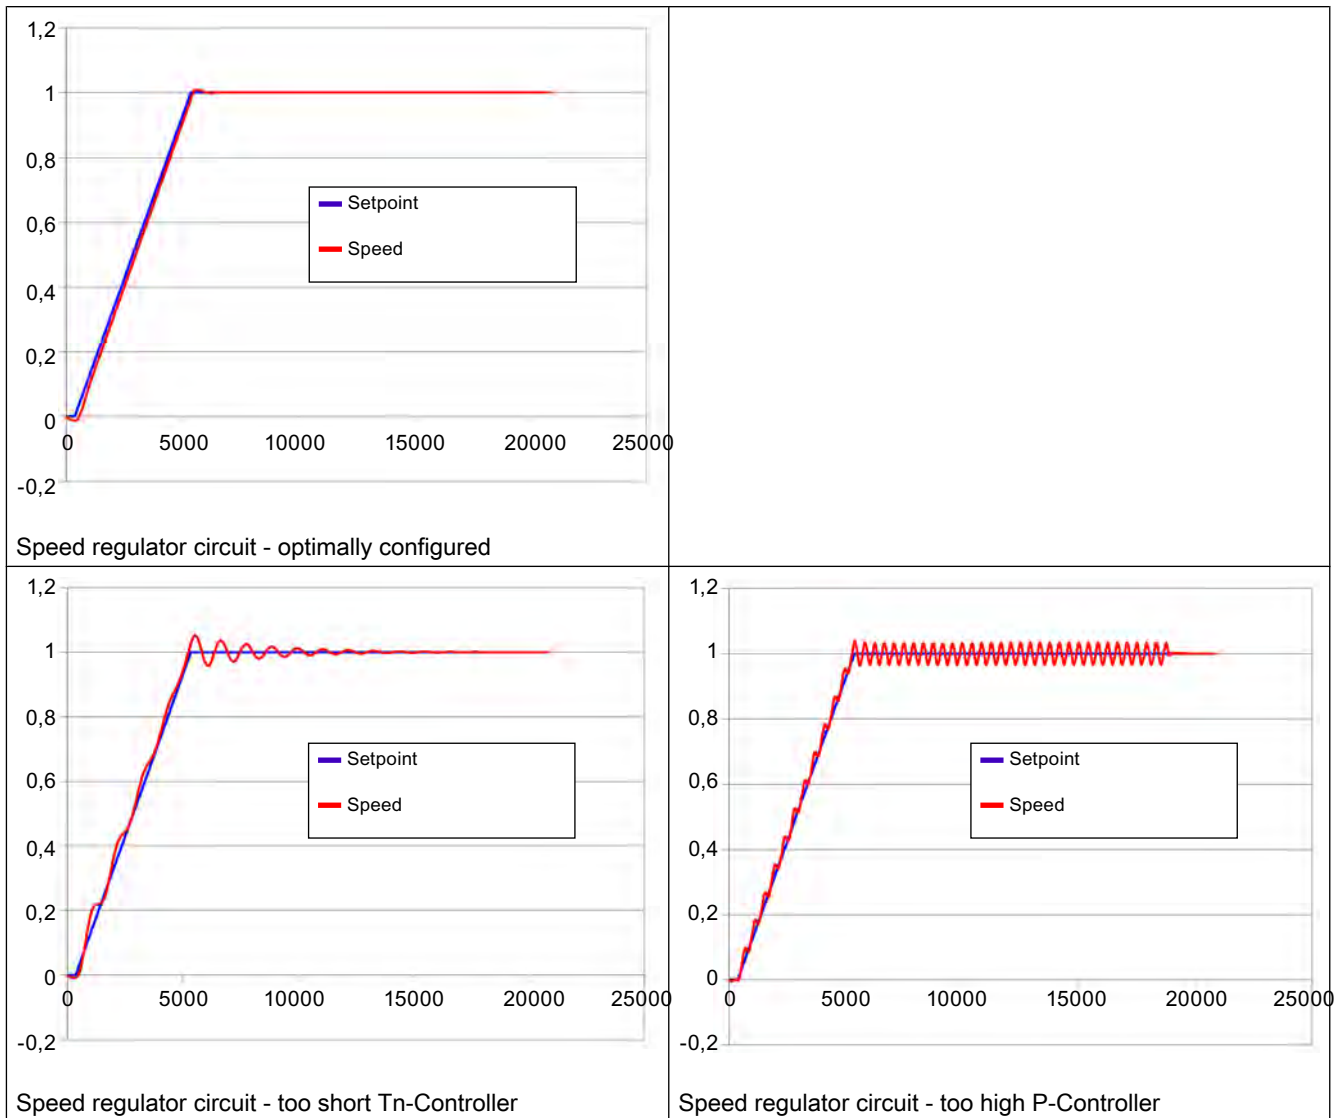 1,2
1
0,8
0,6
0,4
0,2
0
-0,2
0 5000 10000 15000 20000 25000
Setpoint
Speed
Speed regulator circuit - optimally configured
1,2
1
0,8
0,6
0,4
0,2
0
-0,2
0 5000 10000 15000 20000 25000
Setpoint
Speed
Speed regulator circuit - too short Tn-Controller
1,2
1
0,8
0,6
0,4
0,2
0
-0,2
0 5000 10000 15000 20000 25000
Setpoint
Speed
Speed regulator circuit - too high P-Controller